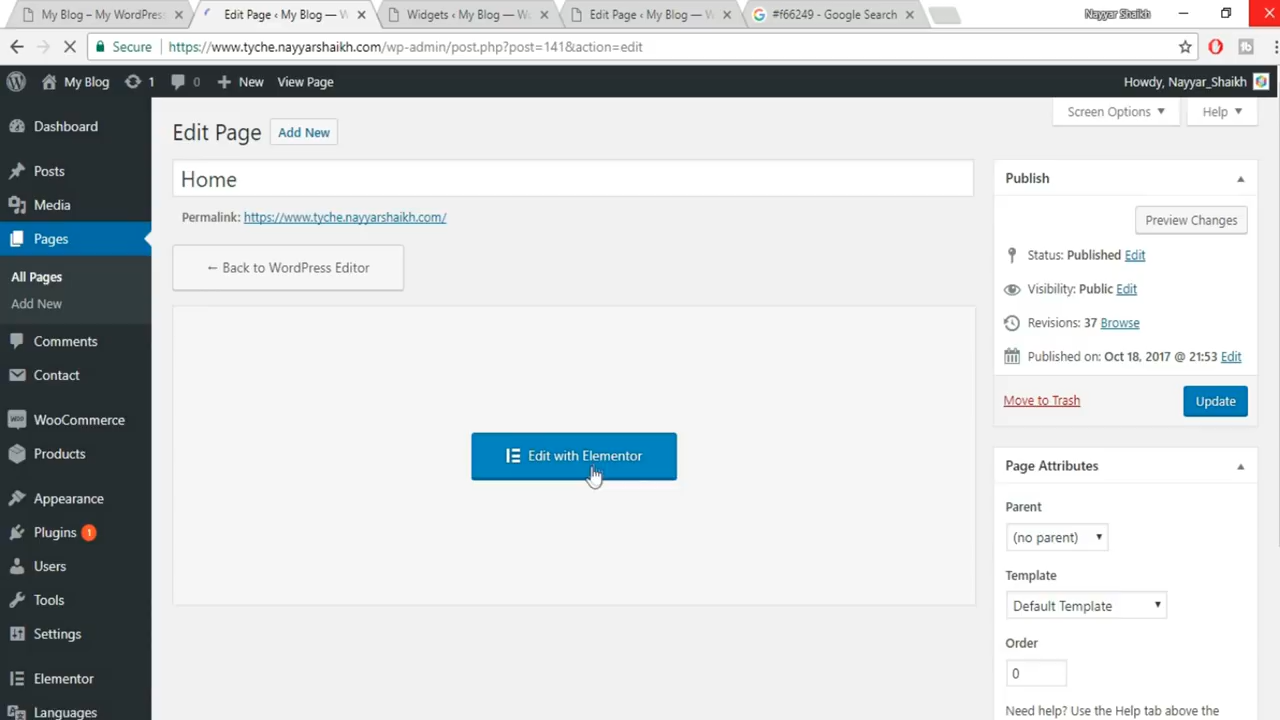 My Blog – My WordPress
Edit Page ‹ My Blog — W
Widgets ‹ My Blog — Wo
Edit Page ‹ My Blog — W
#f66249 - Google Search
Nayyar Shaikh
Secure
https://www.tyche.nayyarshaikh.com/wp-admin/post.php?post=141&action=edit
My Blog
1
0
New
View Page
Howdy, Nayyar_Shaikh
Screen Options
Help
Dashboard
Posts
Media
Pages
All Pages
Add New
Comments
Contact
WooCommerce
Products
Appearance
Plugins 1
Users
Tools
Settings
Elementor
Languages
Edit Page
Add New
Home
Permalink: https://www.tyche.nayyarshaikh.com/
← Back to WordPress Editor
Edit with Elementor
Publish
Preview Changes
Status: Published Edit
Visibility: Public Edit
Revisions: 37 Browse
Published on: Oct 18, 2017 @ 21:53 Edit
Move to Trash
Update
Page Attributes
Parent
(no parent)
Template
Default Template
Order
0
Need help? Use the Help tab above the